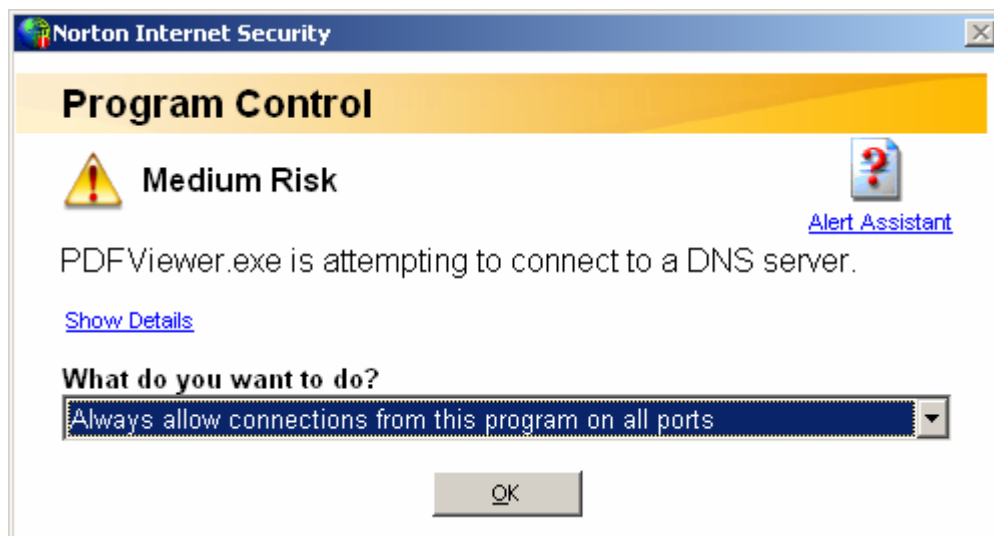 Norton Internet Security
Program Control
Medium Risk
Alert Assistant
PDFViewer.exe is attempting to connect to a DNS server.
Show Details
What do you want to do?
Always allow connections from this program on all ports
OK